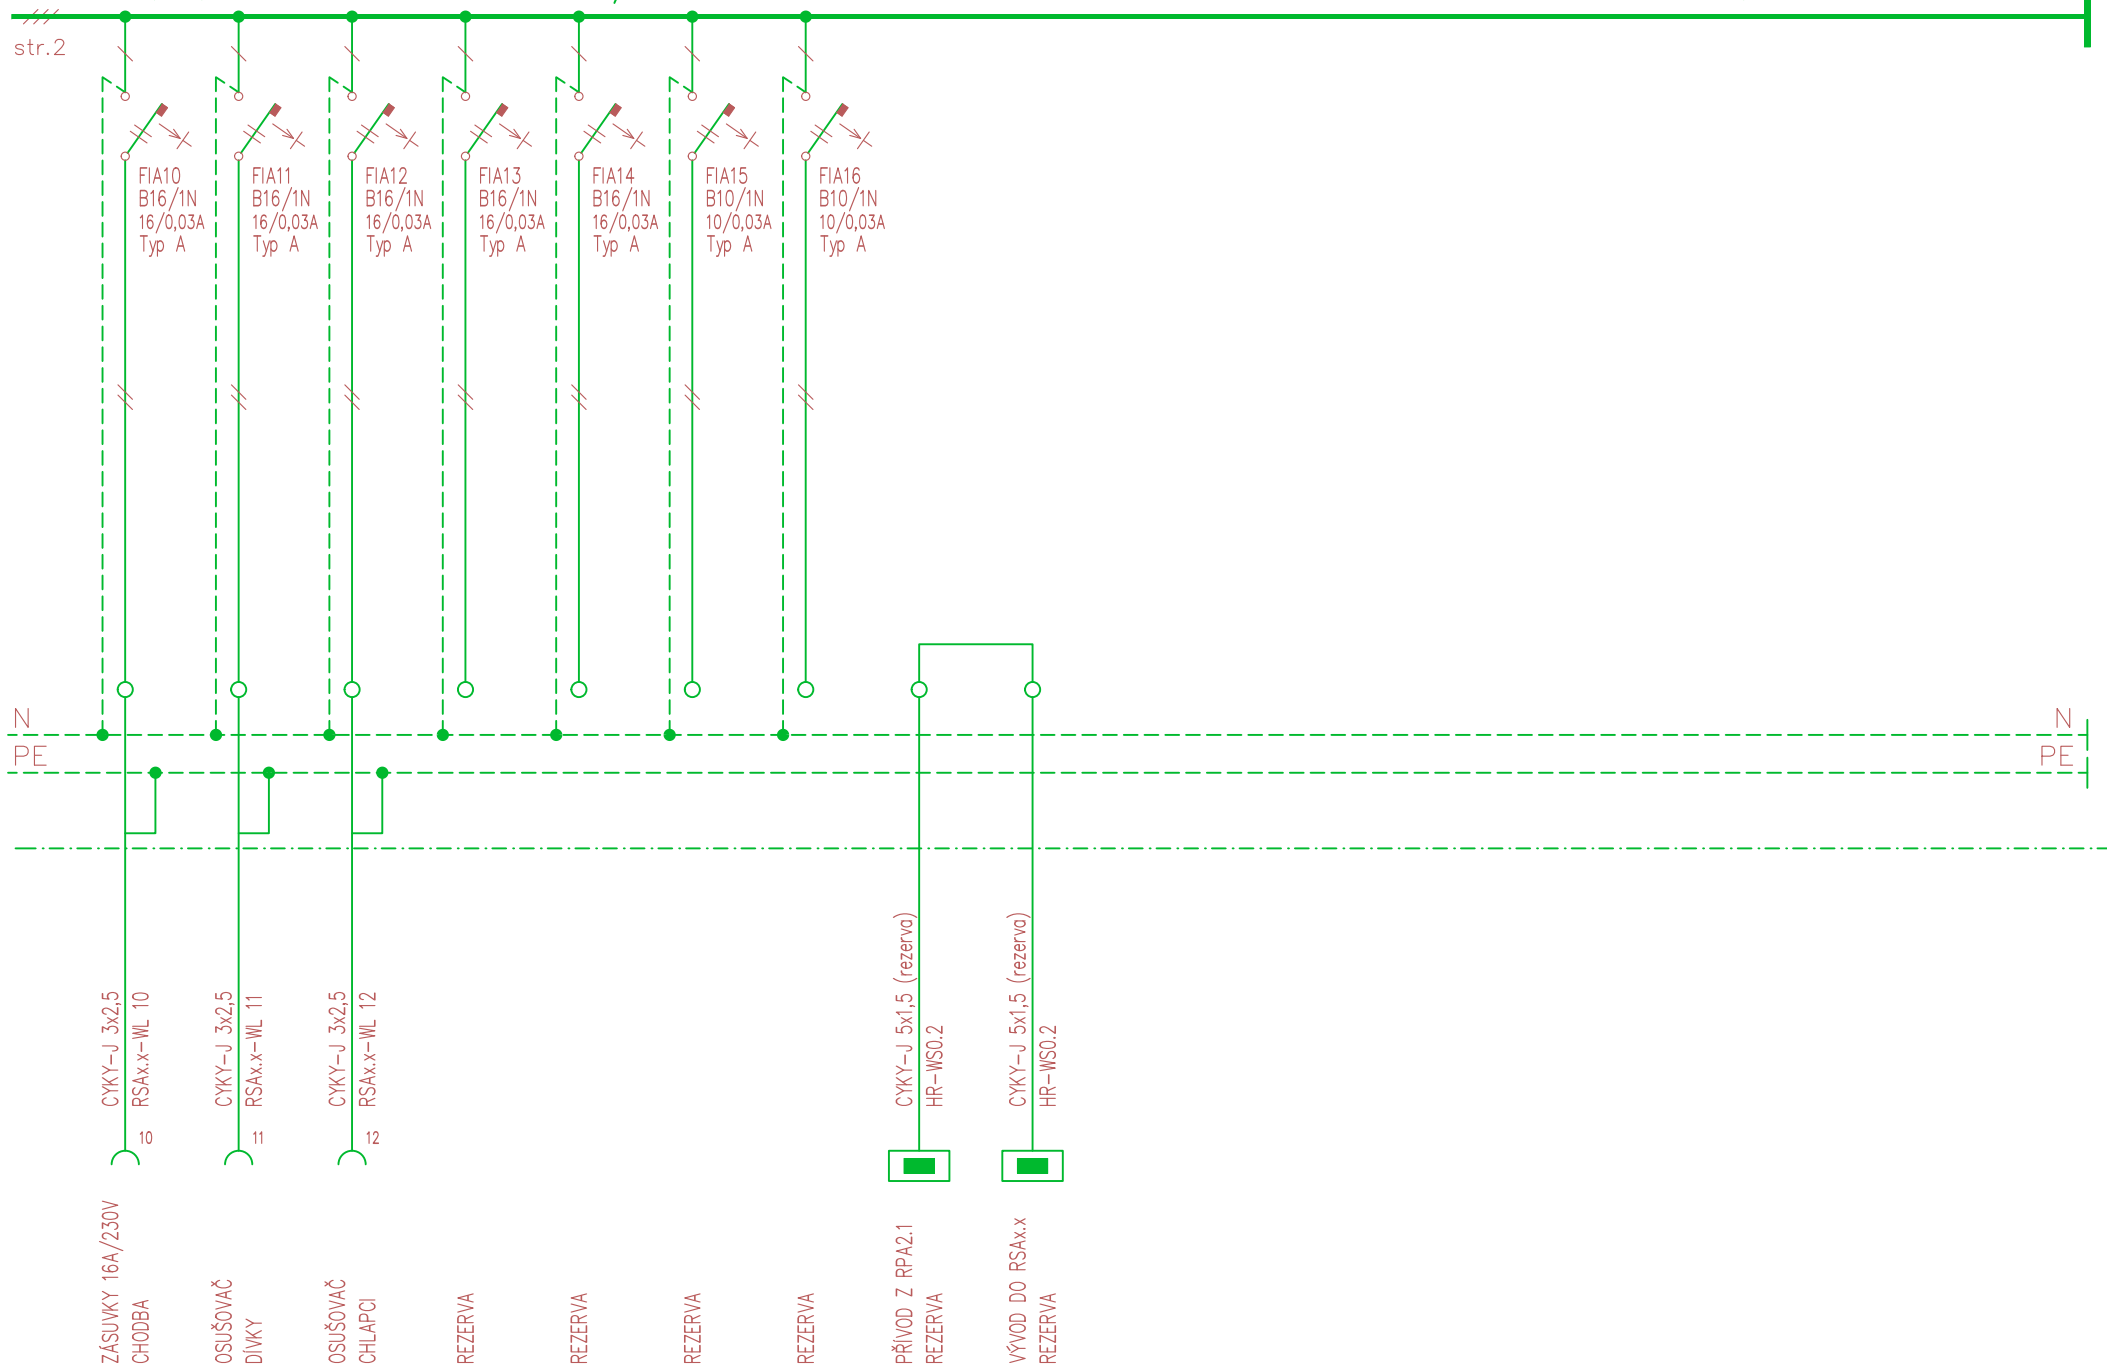 str.2
FIA10
B16/1N
16/0,03A
Typ A
FIA11
B16/1N
16/0,03A
Typ A
FIA12
B16/1N
16/0,03A
Typ A
FIA13
B16/1N
16/0,03A
Typ A
FIA14
B16/1N
16/0,03A
Typ A
FIA15
B10/1N
10/0,03A
Typ A
FIA16
B10/1N
10/0,03A
Typ A
N
N
PE
PE
CYKY-J 3x2,5
RSAx.x-WL 10
10
CYKY-J 3x2,5
RSAx.x-WL 11
11
CYKY-J 3x2,5
RSAx.x-WL 12
12
CYKY-J 5x1,5 (rezerva)
HR-WS0.2
CYKY-J 5x1,5 (rezerva)
HR-WS0.2
ZÁSUVKY 16A/230V
CHODBA
OSUŠOVAČ
DÍVKY
OSUŠOVAČ
CHLAPCI
REZERVA
REZERVA
REZERVA
REZERVA
PŘÍVOD Z RPA2.1
REZERVA
VÝVOD DO RSAx.x
REZERVA